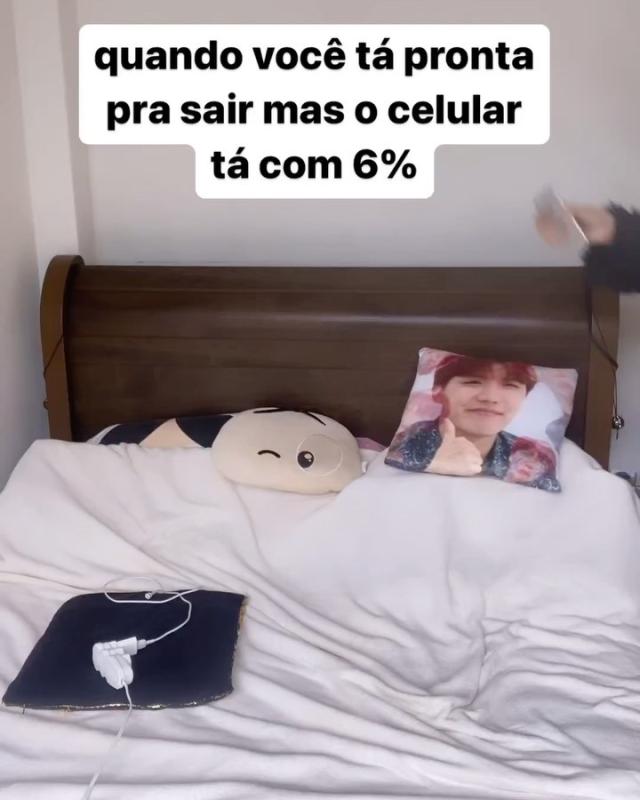 quando você tá pronta
pra sair mas o celular
tá com 6%